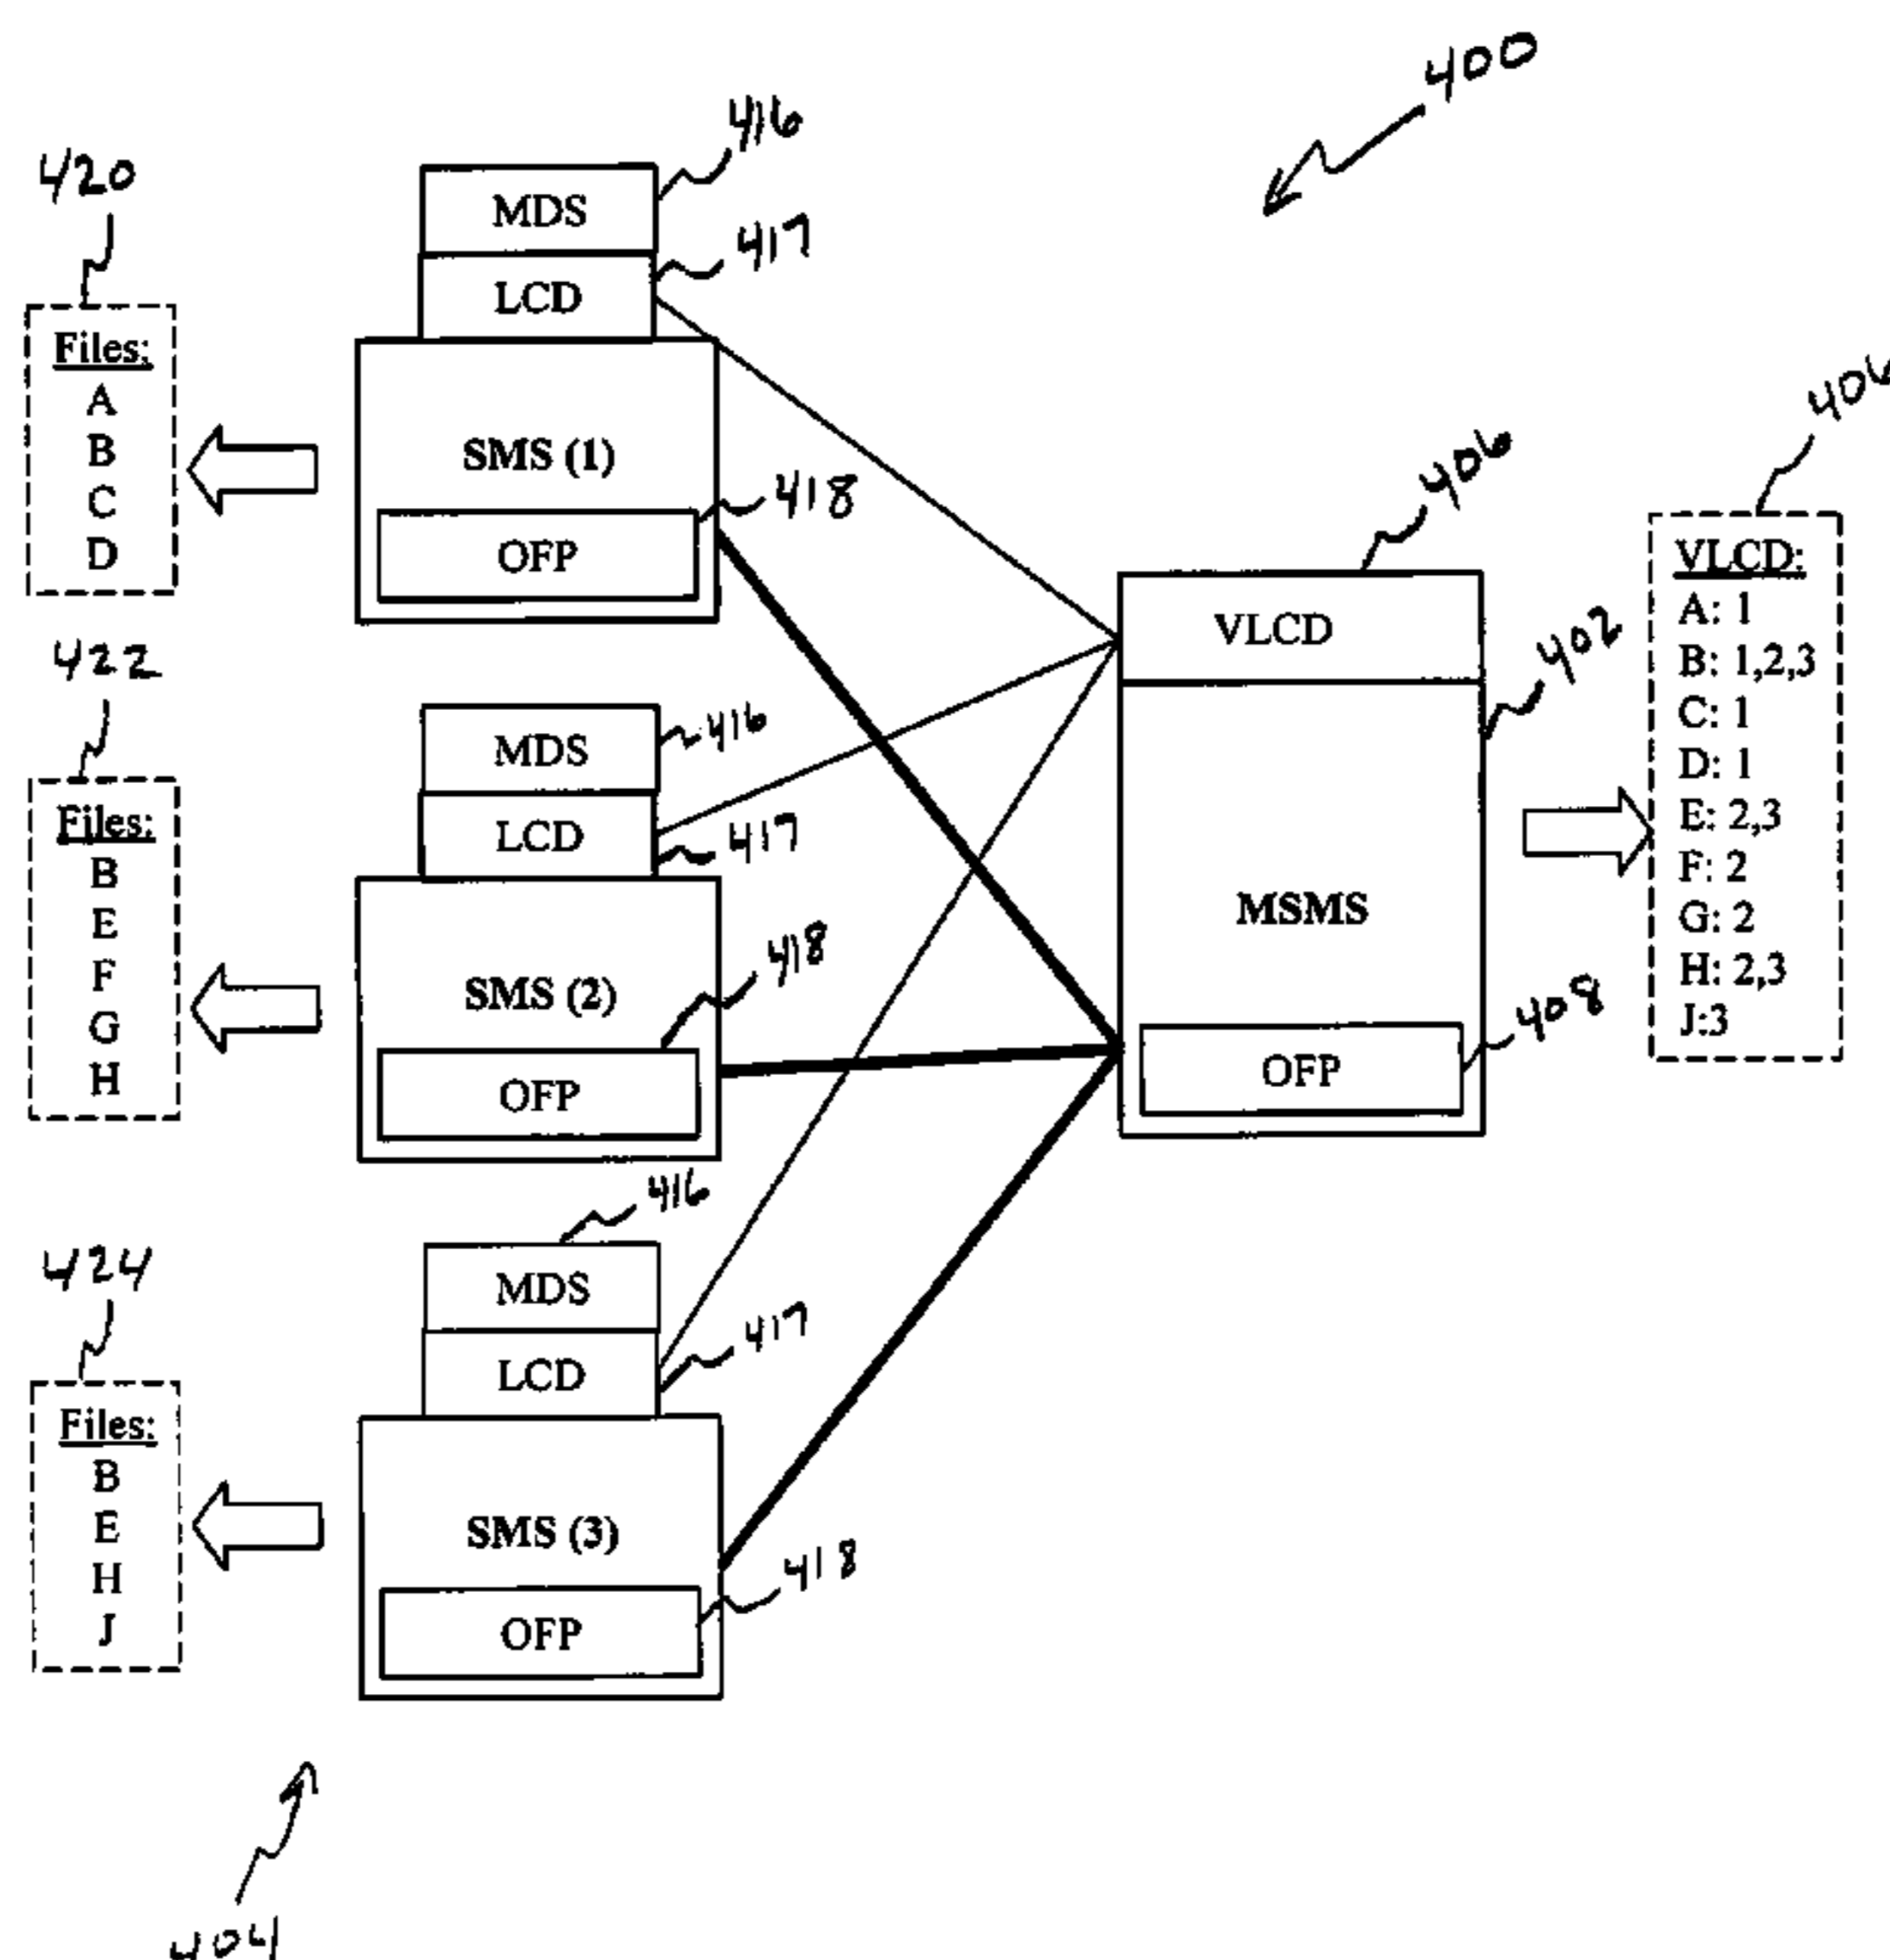 400
416
420
MDS
417
LCD
Files:
A
B
C
D
SMS (1)
418
OFP
406
VLCD
402
VLCD:
A: 1
B: 1,2,3
C: 1
D: 1
E: 2,3
F: 2
G: 2
H: 2,3
J:3
MSMS
408
OFP
422
MDS
416
LCD
417
Files:
B
E
F
G
H
SMS (2)
418
OFP
424
416
MDS
417
LCD
Files:
B
E
H
J
SMS (3)
418
OFP
404